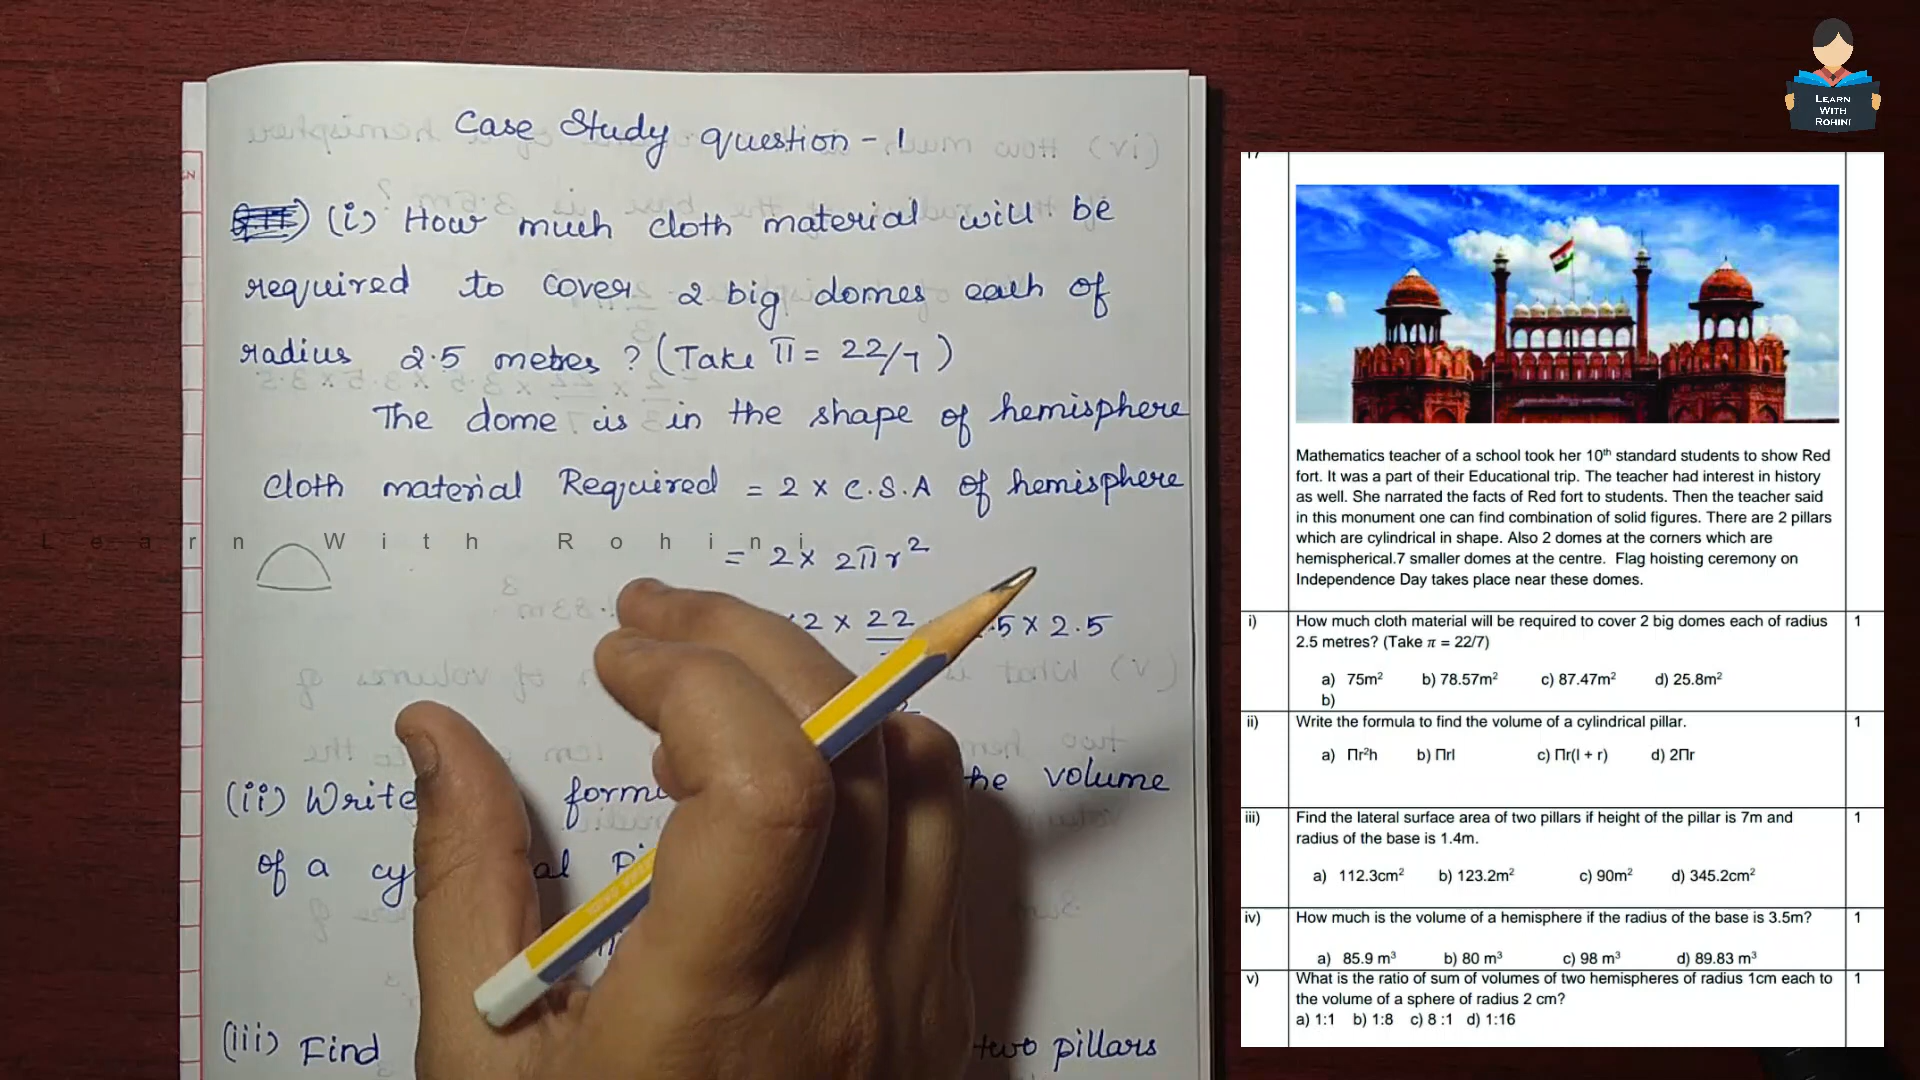 Case Study question - 1
(i) How much cloth material will be
required to cover 2 big domes each of
radius 2.5 metres ? (Take π = 22/7)
The dome is in the shape of hemisphere
Cloth material Required = 2 x C.S.A of hemisphere
= 2 x 2πr²
2 x 22 .5 x 2.5
(ii) Write the volume
of a
(iii) Find two pillars
Learn With Rohini
LEARN
WITH
ROHINI
Mathematics teacher of a school took her 10th standard students to show Red
fort. It was a part of their Educational trip. The teacher had interest in history
as well. She narrated the facts of Red fort to students. Then the teacher said
in this monument one can find combination of solid figures. There are 2 pillars
which are cylindrical in shape. Also 2 domes at the corners which are
hemispherical.7 smaller domes at the centre. Flag hoisting ceremony on
Independence Day takes place near these domes.
i) How much cloth material will be required to cover 2 big domes each of radius 1
2.5 metres? (Take π = 22/7)
a) 75m² b) 78.57m² c) 87.47m² d) 25.8m²
b)
ii) Write the formula to find the volume of a cylindrical pillar. 1
a) Πr²h b) Πrl c) Πr(l + r) d) 2Πr
iii) Find the lateral surface area of two pillars if height of the pillar is 7m and 1
radius of the base is 1.4m.
a) 112.3cm² b) 123.2m² c) 90m² d) 345.2cm²
iv) How much is the volume of a hemisphere if the radius of the base is 3.5m? 1
a) 85.9 m³ b) 80 m³ c) 98 m³ d) 89.83 m³
v) What is the ratio of sum of volumes of two hemispheres of radius 1cm each to 1
the volume of a sphere of radius 2 cm?
a) 1:1 b) 1:8 c) 8 :1 d) 1:16